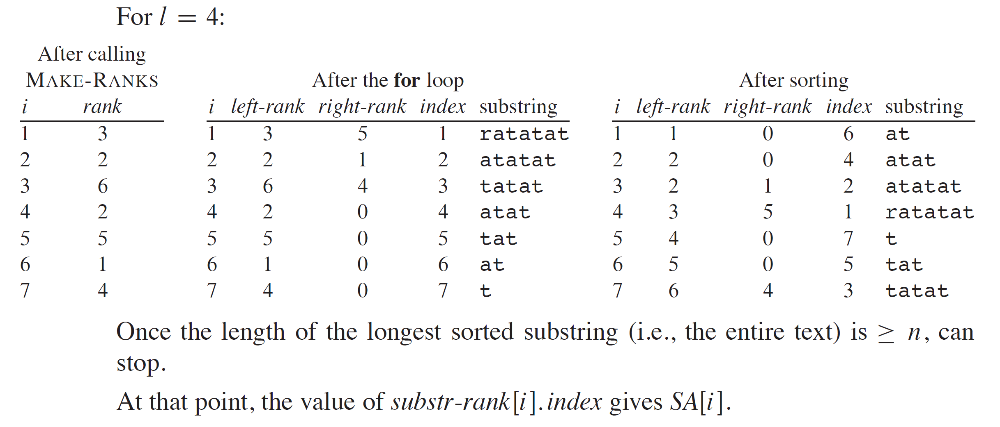 For l = 4:
After calling
MAKE-RANKS After the for loop After sorting
i rank i left-rank right-rank index substring i left-rank right-rank index substring
1 3 1 3 5 1 ratatat 1 1 0 6 at
2 2 2 2 1 2 atatat 2 2 0 4 atat
3 6 3 6 4 3 tatat 3 2 1 2 atatat
4 2 4 2 0 4 atat 4 3 5 1 ratatat
5 5 5 5 0 5 tat 5 4 0 7 t
6 1 6 1 0 6 at 6 5 0 5 tat
7 4 7 4 0 7 t 7 6 4 3 tatat
Once the length of the longest sorted substring (i.e., the entire text) is ≥ n, can
stop.
At that point, the value of substr-rank[i].index gives SA[i].